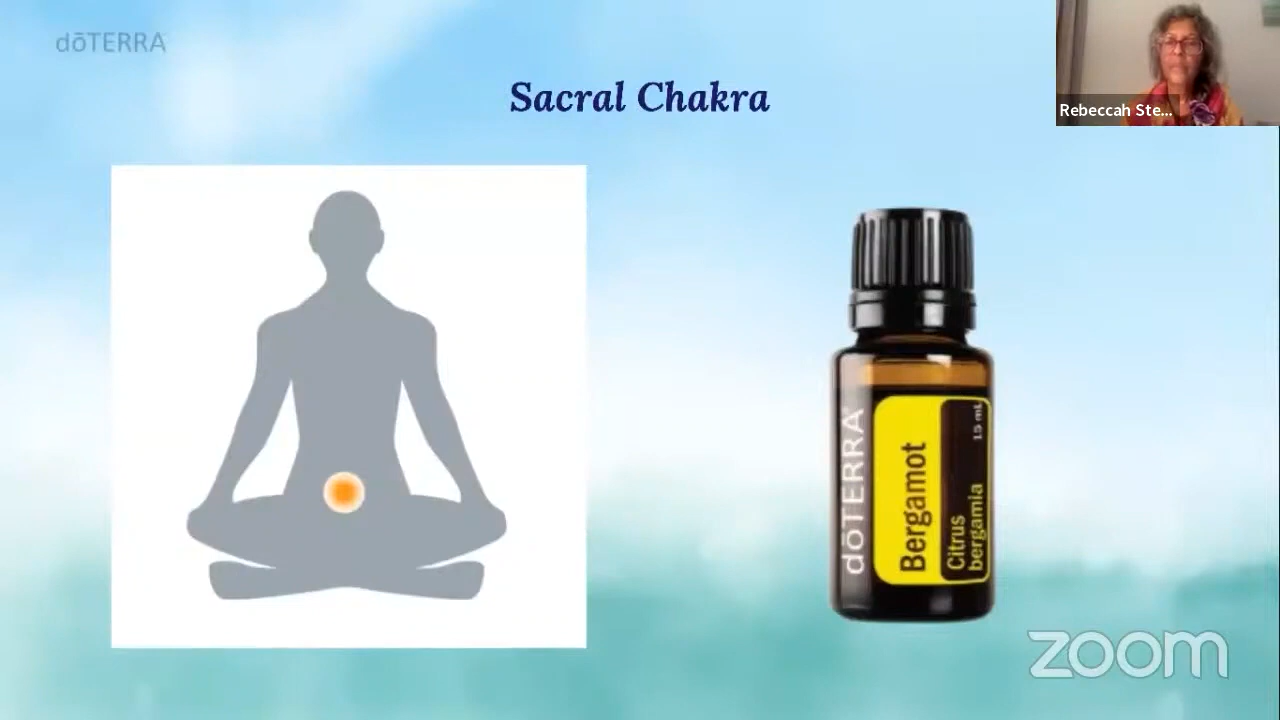 dōTERRA
Sacral Chakra
Rebeccah Ste...
dōTERRA
Bergamot
Citrus
bergamia
15 mL
zoom